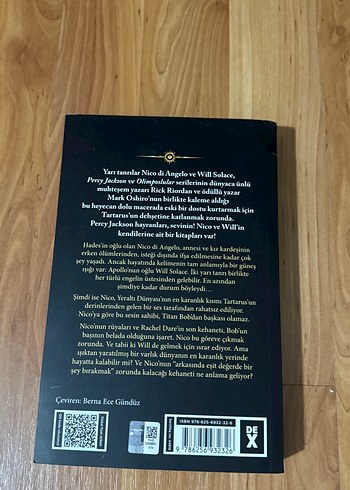 Yarı tanrılar Nico di Angelo ve Will Solace,
Percy Jackson ve Olimposlular serilerinin dünyaca ünlü
muhteşem yazarı Rick Riordan ve ödüllü yazar
Mark Oshiro'nun birlikte kaleme aldığı
bu heyecan dolu macerada eski bir dostu kurtarmak için
Tartarus'un dehşetine katlanmak zorunda.
Percy Jackson hayranları, sevinin! Nico ve Will'in
kendilerine ait bir kitapları var!
Hades'in oğlu olan Nico di Angelo, annesi ve kız kardeşinin
erken ölümlerinden, isteği dışında ifşa edilmesine kadar çok
şey yaşadı. Ancak hayatında kelimenin tam anlamıyla bir güneş
ışığı var: Apollo'nun oğlu Will Solace. İki yarı tanrı birlikte
her türlü engelin üstesinden gelebilir. En azından
şimdiye kadar durum böyleydi...
Şimdi ise Nico, Yeraltı Dünyası'nın en karanlık kısmı Tartarus'un
derinlerinden gelen bir ses tarafından rahatsız ediliyor.
Nico'ya göre bu sesin sahibi, Titan Bob'dan başkası olamaz.
Nico'nun rüyaları ve Rachel Dare'in son kehaneti, Bob'un
başının belada olduğuna işaret. Nico bu göreve çıkmak
zorunda. Ve tabii ki Will de gelmek için ısrar ediyor. Ama
ışıktan yaratılmış bir varlık dünyanın en karanlık yerinde
hayatta kalabilir mi? Ve Nico'nun "arkasında eşit değerde bir
şey bırakmak" zorunda kalacağı kehaneti ne anlama geliyor?
Çeviren: Berna Ece Gündüz
ISBN 978-625-6932-32-6
9 786256 932326
DE
X